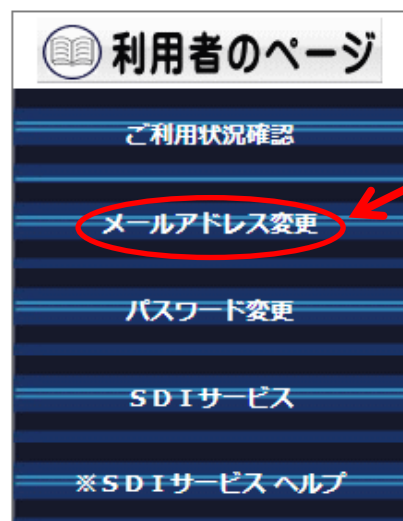 利用者のページ
ご利用状況確認
メールアドレス変更
パスワード変更
ＳＤＩサービス
※ＳＤＩサービス ヘルプ